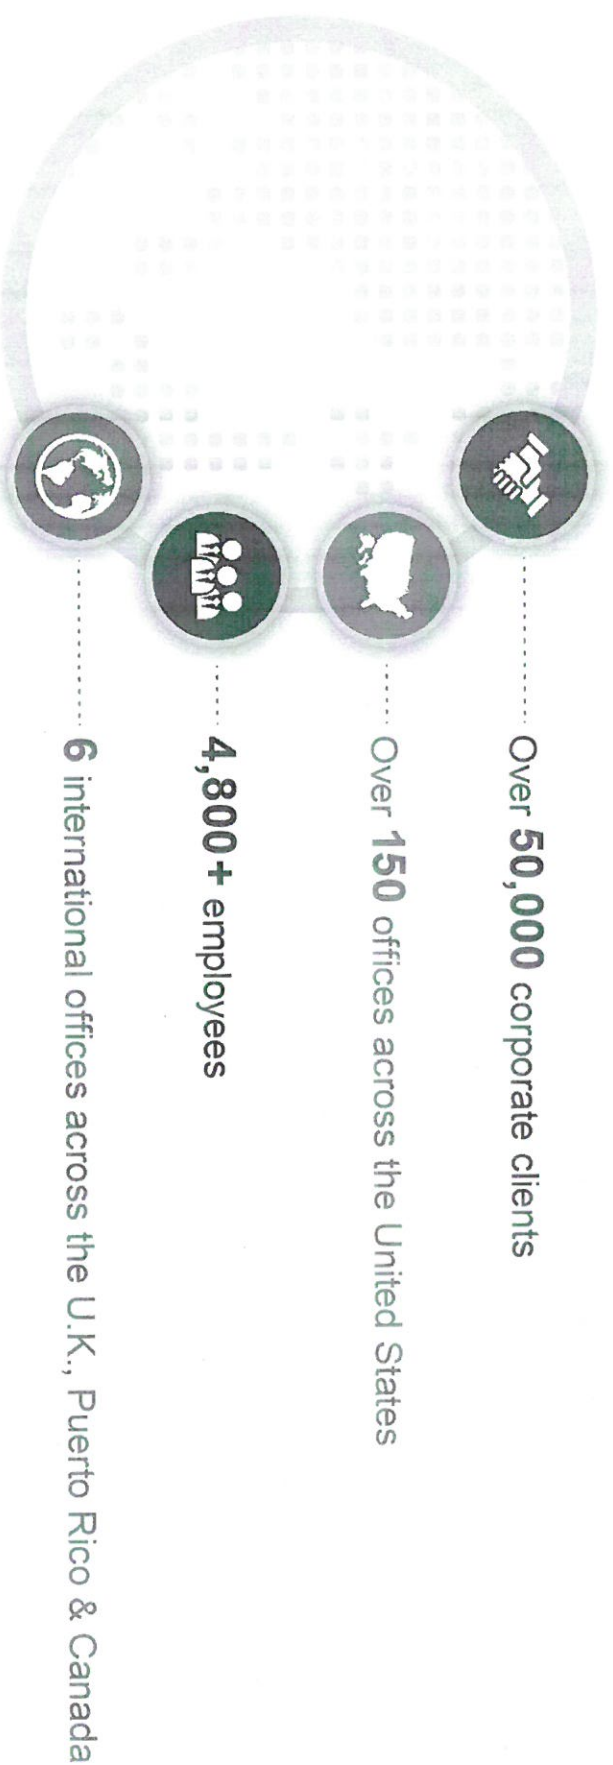 Over 50,000 corporate clients
Over 150 offices across the United States
4,800+ employees
6 international offices across the U.K., Puerto Rico & Canada